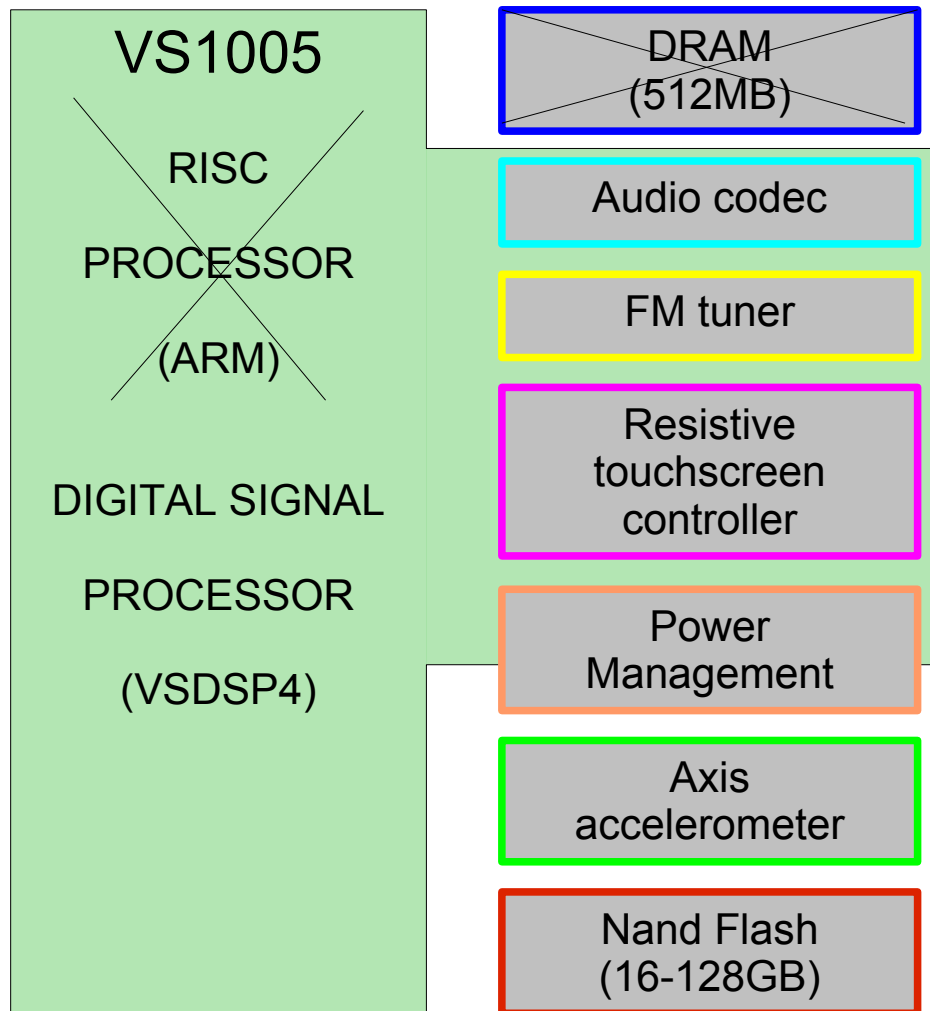 VS1005
RISC
PROCESSOR
(ARM)
DIGITAL SIGNAL
PROCESSOR
(VSDSP4)
DRAM
(512MB)
Audio codec
FM tuner
Resistive
touchscreen
controller
Power
Management
Axis
accelerometer
Nand Flash
(16-128GB)